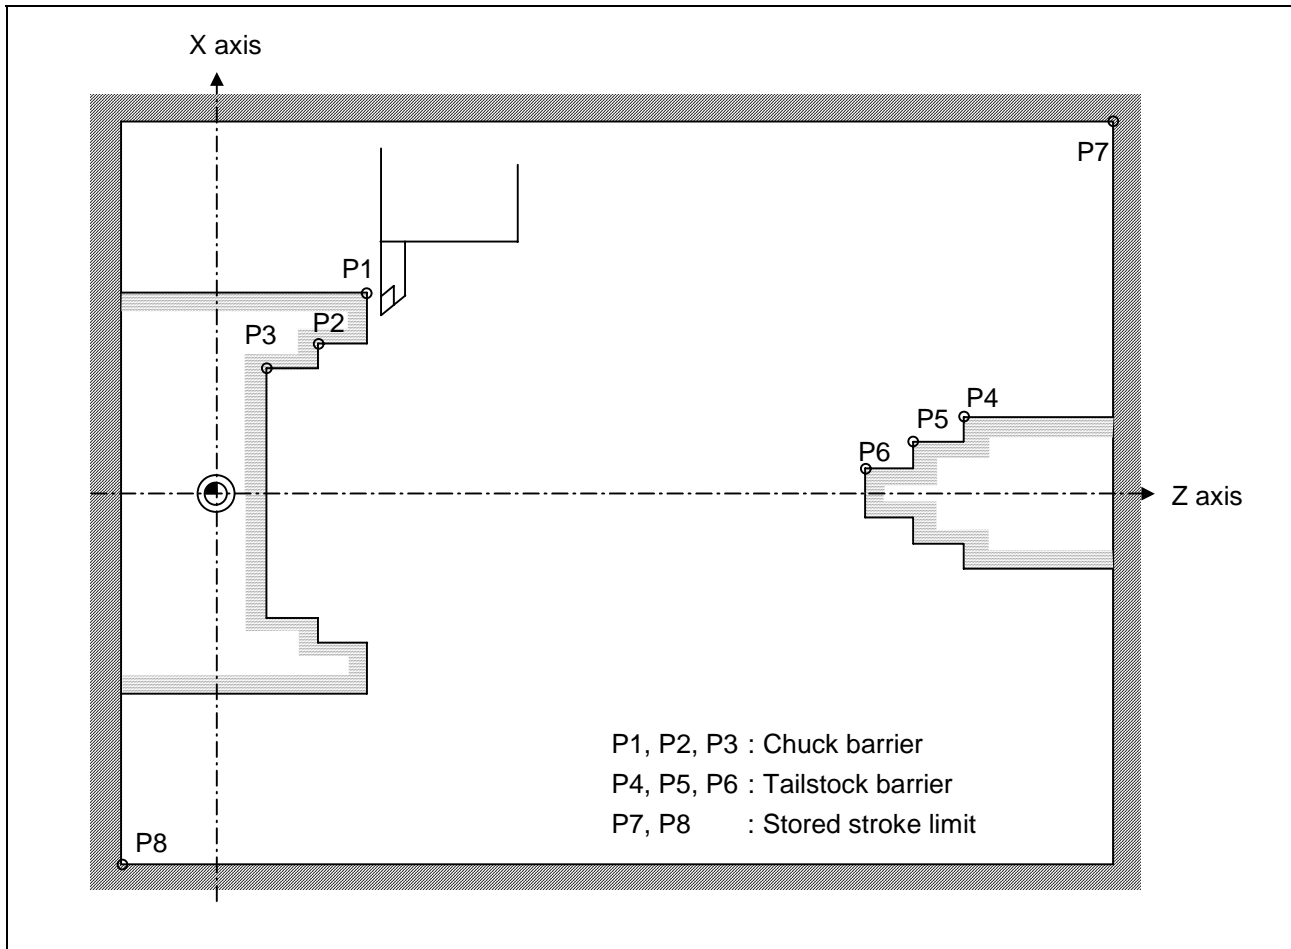 X axis
P7
P1
P2
P3
P4
P5
P6
Z axis
P1, P2, P3 : Chuck barrier
P4, P5, P6 : Tailstock barrier
P7, P8 : Stored stroke limit
P8